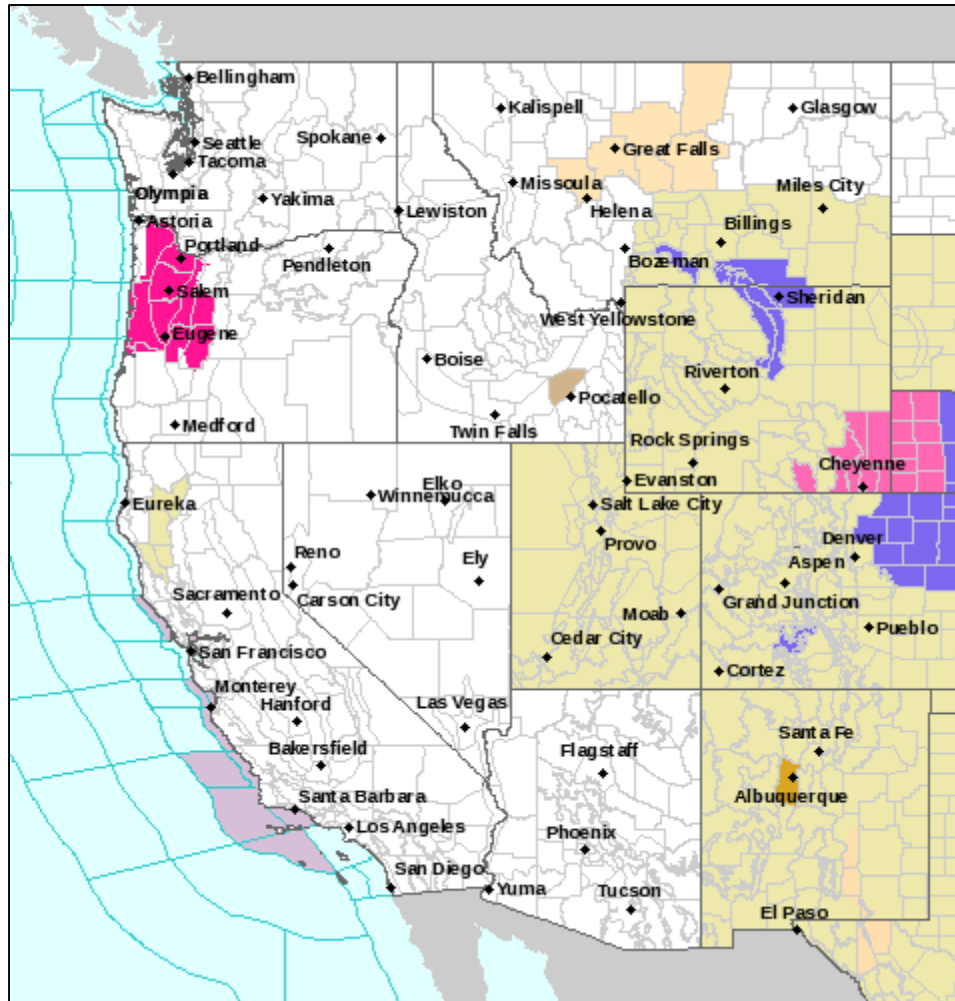 Bellingham
Kalispell
Glasgow
Seattle
Spokane
Great Falls
Tacoma
Missoula
Miles City
Olympia
Yakima
Lewiston
Helena
Astoria
Billings
Portland
Pendleton
Bozeman
Salem
Sheridan
West Yellowstone
Eugene
Boise
Riverton
Pocatello
Medford
Twin Falls
Rock Springs
Cheyenne
Elko
Evanston
Winnemucca
Eureka
Salt Lake City
Provo
Denver
Reno
Ely
Aspen
Sacramento
Carson City
Grand Junction
Moab
Pueblo
San Francisco
Cedar City
Cortez
Monterey
Hanford
Las Vegas
Bakersfield
Flagstaff
Santa Fe
Santa Barbara
Albuquerque
Los Angeles
Phoenix
San Diego
Yuma
Tucson
El Paso